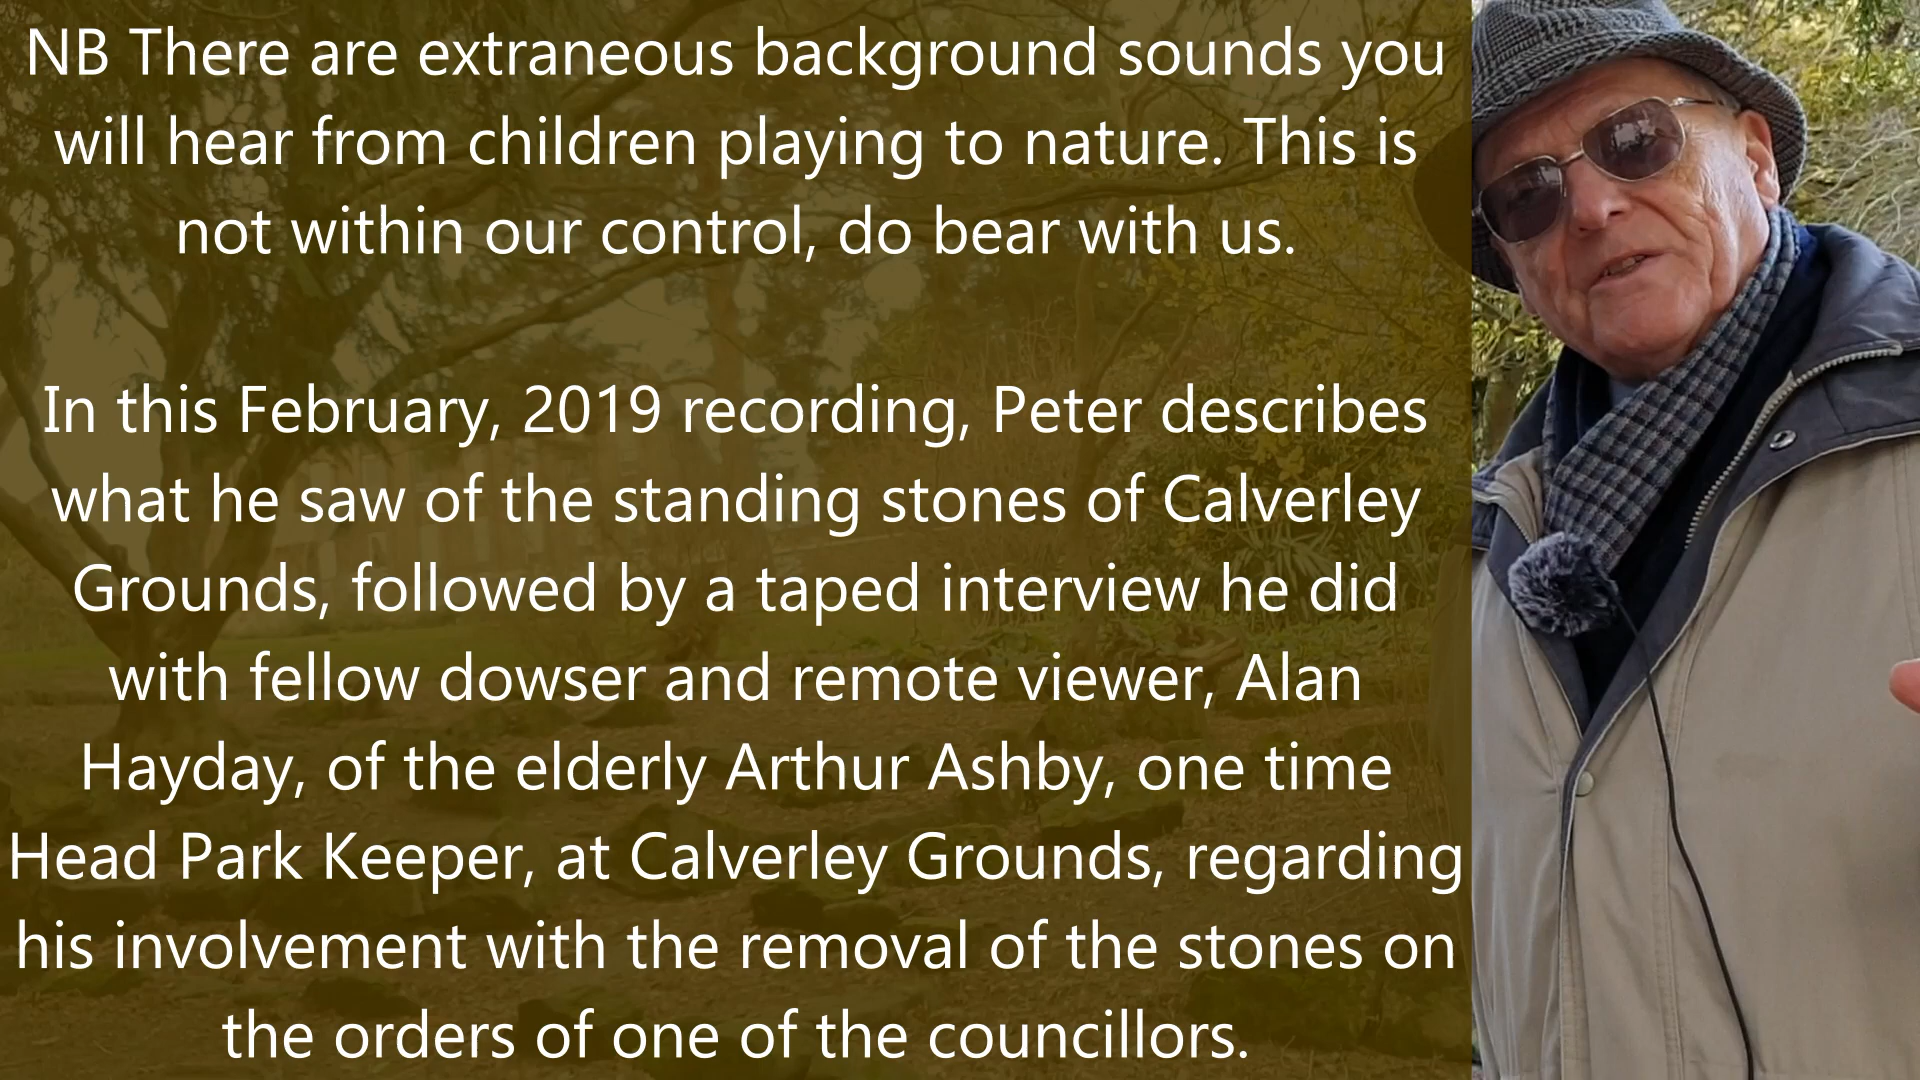 NB There are extraneous background sounds you
will hear from children playing to nature. This is
not within our control, do bear with us.
In this February, 2019 recording, Peter describes
what he saw of the standing stones of Calverley
Grounds, followed by a taped interview he did
with fellow dowser and remote viewer, Alan
Hayday, of the elderly Arthur Ashby, one time
Head Park Keeper, at Calverley Grounds, regarding
his involvement with the removal of the stones on
the orders of one of the councillors.